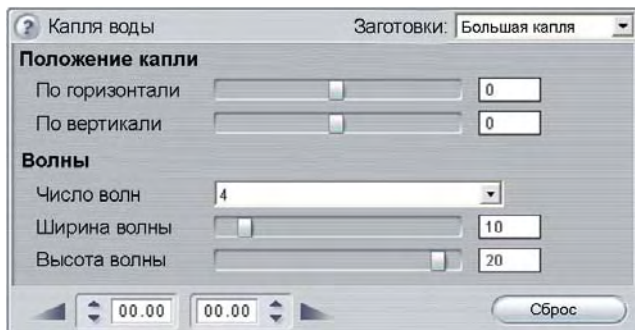 ? Капля воды Заготовки: Большая капля
Положение капли
По горизонтали 0
По вертикали 0
Волны
Число волн 4
Ширина волны 10
Высота волны 20
00.00 00.00 Сброс